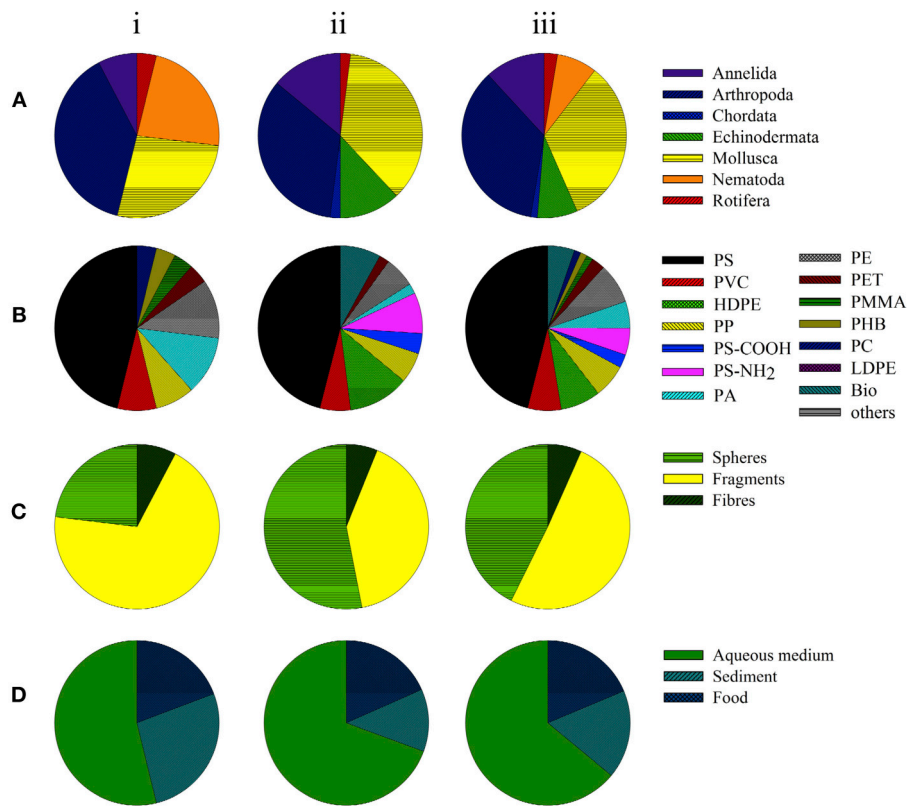 i ii iii
A
Annelida
Arthropoda
Chordata
Echinodermata
Mollusca
Nematoda
Rotifera
B
PS
PVC
HDPE
PP
PS-COOH
PS-NH2
PA
PE
PET
PMMA
PHB
PC
LDPE
Bio
others
C
Spheres
Fragments
Fibres
D
Aqueous medium
Sediment
Food